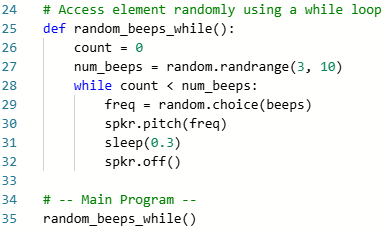 24 # Access element randomly using a while loop
25 def random_beeps_while():
26     count = 0
27     num_beeps = random.randrange(3, 10)
28     while count < num_beeps:
29         freq = random.choice(beeps)
30         spkr.pitch(freq)
31         sleep(0.3)
32         spkr.off()
33
34 # -- Main Program --
35 random_beeps_while()